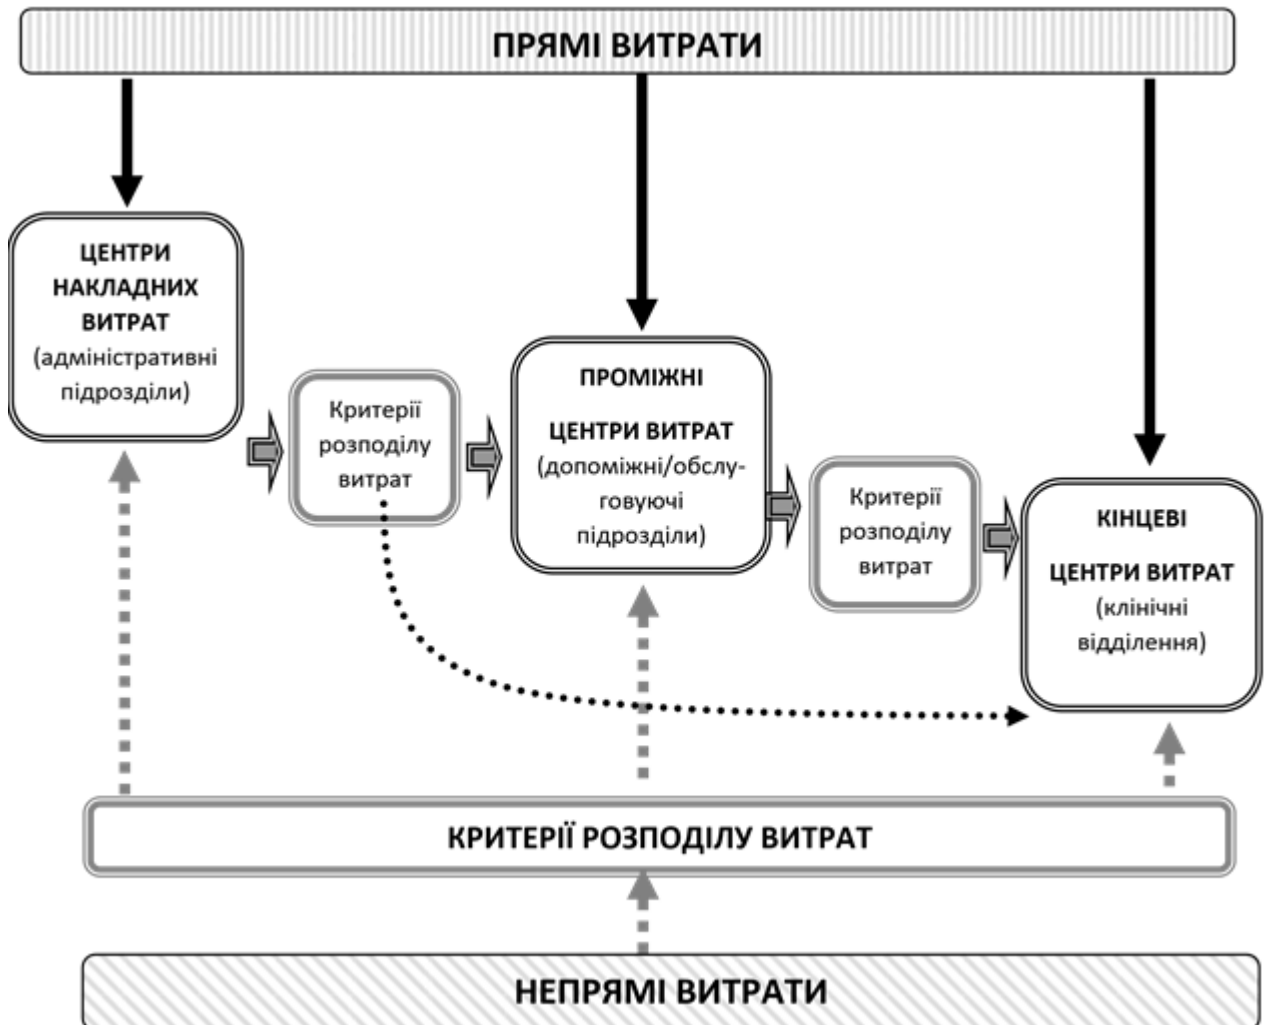 ПРЯМІ ВИТРАТИ
ЦЕНТРИ
НАКЛАДНИХ
ВИТРАТ
(адміністративні
підрозділи)
Критерії
розподілу
витрат
ПРОМІЖНІ
ЦЕНТРИ ВИТРАТ
(допоміжні/обслу-
говуючі
підрозділи)
Критерії
розподілу
витрат
КІНЦЕВІ
ЦЕНТРИ ВИТРАТ
(клінічні
відділення)
КРИТЕРІЇ РОЗПОДІЛУ ВИТРАТ
НЕПРЯМІ ВИТРАТИ